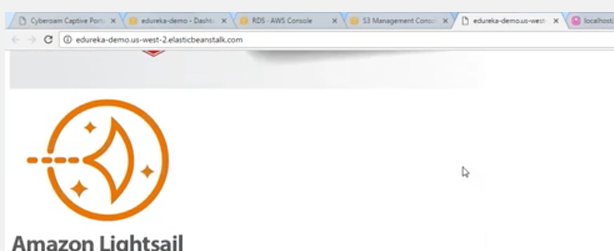 Cyberoam Captive Port
edureka-demo - Dashb
RDS · AWS Console
S3 Management Consol
edureka-demo.us-west
localhost
edureka-demo.us-west-2.elasticbeanstalk.com
Amazon Lightsail